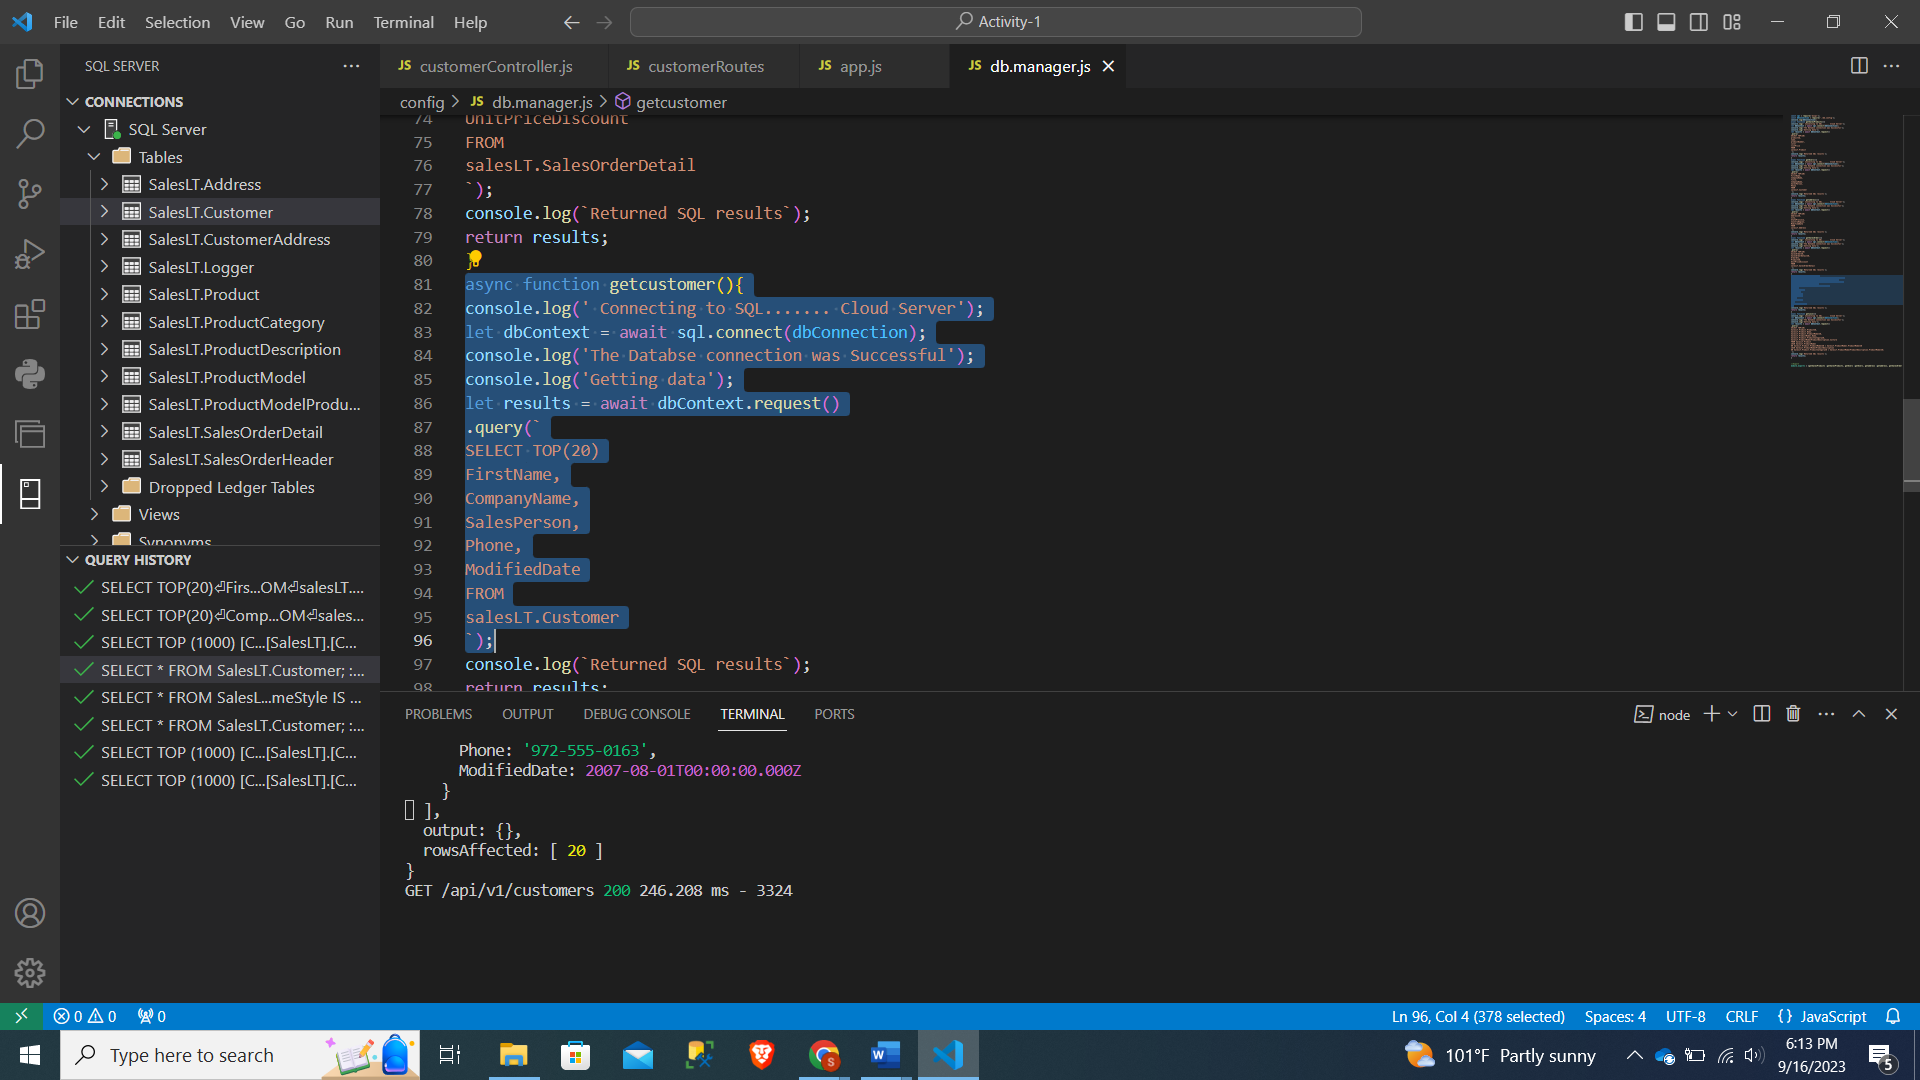 File Edit Selection View Go Run Terminal Help
Activity-1
SQL SERVER
CONNECTIONS
SQL Server
Tables
SalesLT.Address
SalesLT.Customer
SalesLT.CustomerAddress
SalesLT.Logger
SalesLT.Product
SalesLT.ProductCategory
SalesLT.ProductDescription
SalesLT.ProductModel
SalesLT.ProductModelProdu...
SalesLT.SalesOrderDetail
SalesLT.SalesOrderHeader
Dropped Ledger Tables
Views
Synonyms
QUERY HISTORY
SELECT TOP(20)⏎Firs...OM⏎salesLT....
SELECT TOP(20)⏎Comp...OM⏎sales...
SELECT TOP (1000) [C...[SalesLT].[C...
SELECT * FROM SalesLT.Customer; :...
SELECT * FROM SalesL...meStyle IS ...
SELECT * FROM SalesLT.Customer; :...
SELECT TOP (1000) [C...[SalesLT].[C...
SELECT TOP (1000) [C...[SalesLT].[C...
JS customerController.js JS customerRoutes JS app.js JS db.manager.js
config > JS db.manager.js > getcustomer
74 UnitPriceDiscount
75 FROM
76 salesLT.SalesOrderDetail
77 `);
78 console.log(`Returned SQL results`);
79 return results;
80 }
81 async function getcustomer(){
82 console.log(' Connecting to SQL....... Cloud Server');
83 let dbContext = await sql.connect(dbConnection);
84 console.log('The Databse connection was Successful');
85 console.log('Getting data');
86 let results = await dbContext.request()
87 .query(`
88 SELECT TOP(20)
89 FirstName,
90 CompanyName,
91 SalesPerson,
92 Phone,
93 ModifiedDate
94 FROM
95 salesLT.Customer
96 `);
97 console.log(`Returned SQL results`);
98 return results;
PROBLEMS OUTPUT DEBUG CONSOLE TERMINAL PORTS
node
Phone: '972-555-0163',
ModifiedDate: 2007-08-01T00:00:00.000Z
}
],
output: {},
rowsAffected: [ 20 ]
}
GET /api/v1/customers 200 246.208 ms - 3324
0 0 0
Ln 96, Col 4 (378 selected) Spaces: 4 UTF-8 CRLF {} JavaScript
Type here to search
101°F Partly sunny
6:13 PM
9/16/2023
5